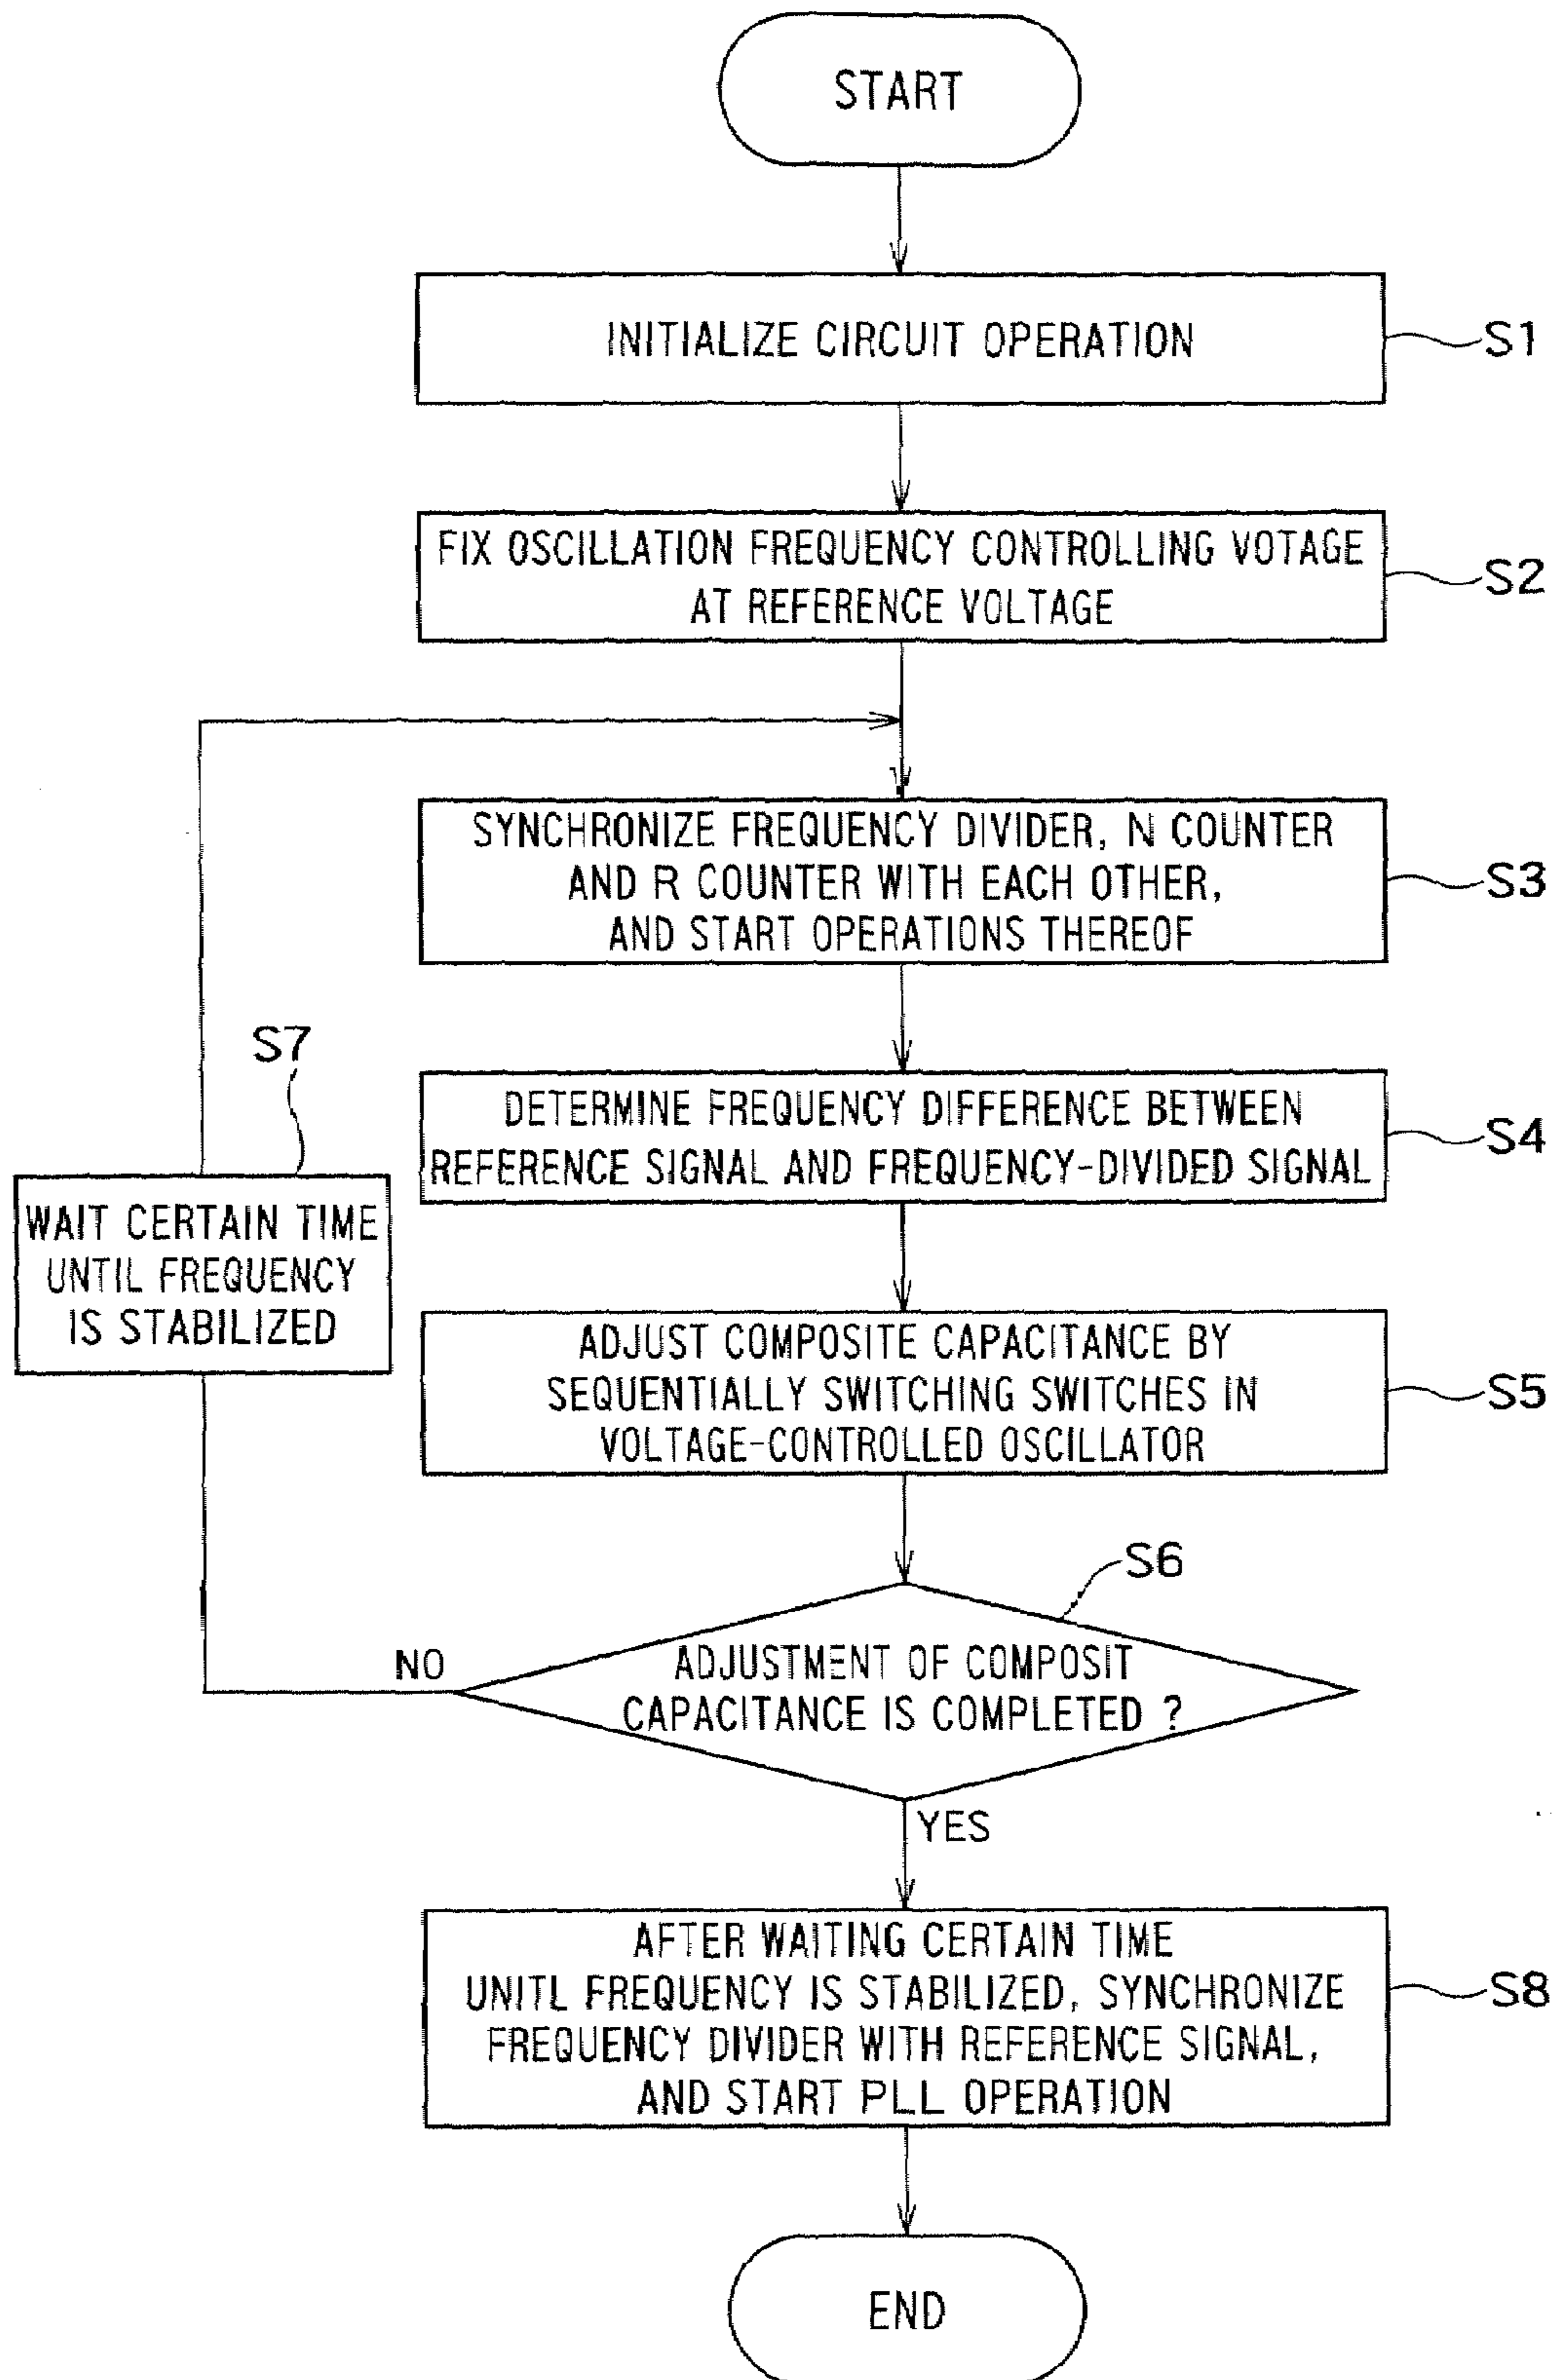 START
INITIALIZE CIRCUIT OPERATION
S1
FIX OSCILLATION FREQUENCY CONTROLLING VOTAGE
AT REFERENCE VOLTAGE
S2
SYNCHRONIZE FREQUENCY DIVIDER, N COUNTER
AND R COUNTER WITH EACH OTHER,
AND START OPERATIONS THEREOF
S3
DETERMINE FREQUENCY DIFFERENCE BETWEEN
REFERENCE SIGNAL AND FREQUENCY-DIVIDED SIGNAL
S4
S7
WAIT CERTAIN TIME
UNTIL FREQUENCY
IS STABILIZED
ADJUST COMPOSITE CAPACITANCE BY
SEQUENTIALLY SWITCHING SWITCHES IN
VOLTAGE-CONTROLLED OSCILLATOR
S5
S6
ADJUSTMENT OF COMPOSIT
CAPACITANCE IS COMPLETED ?
NO
YES
AFTER WAITING CERTAIN TIME
UNITL FREQUENCY IS STABILIZED, SYNCHRONIZE
FREQUENCY DIVIDER WITH REFERENCE SIGNAL,
AND START PLL OPERATION
S8
END